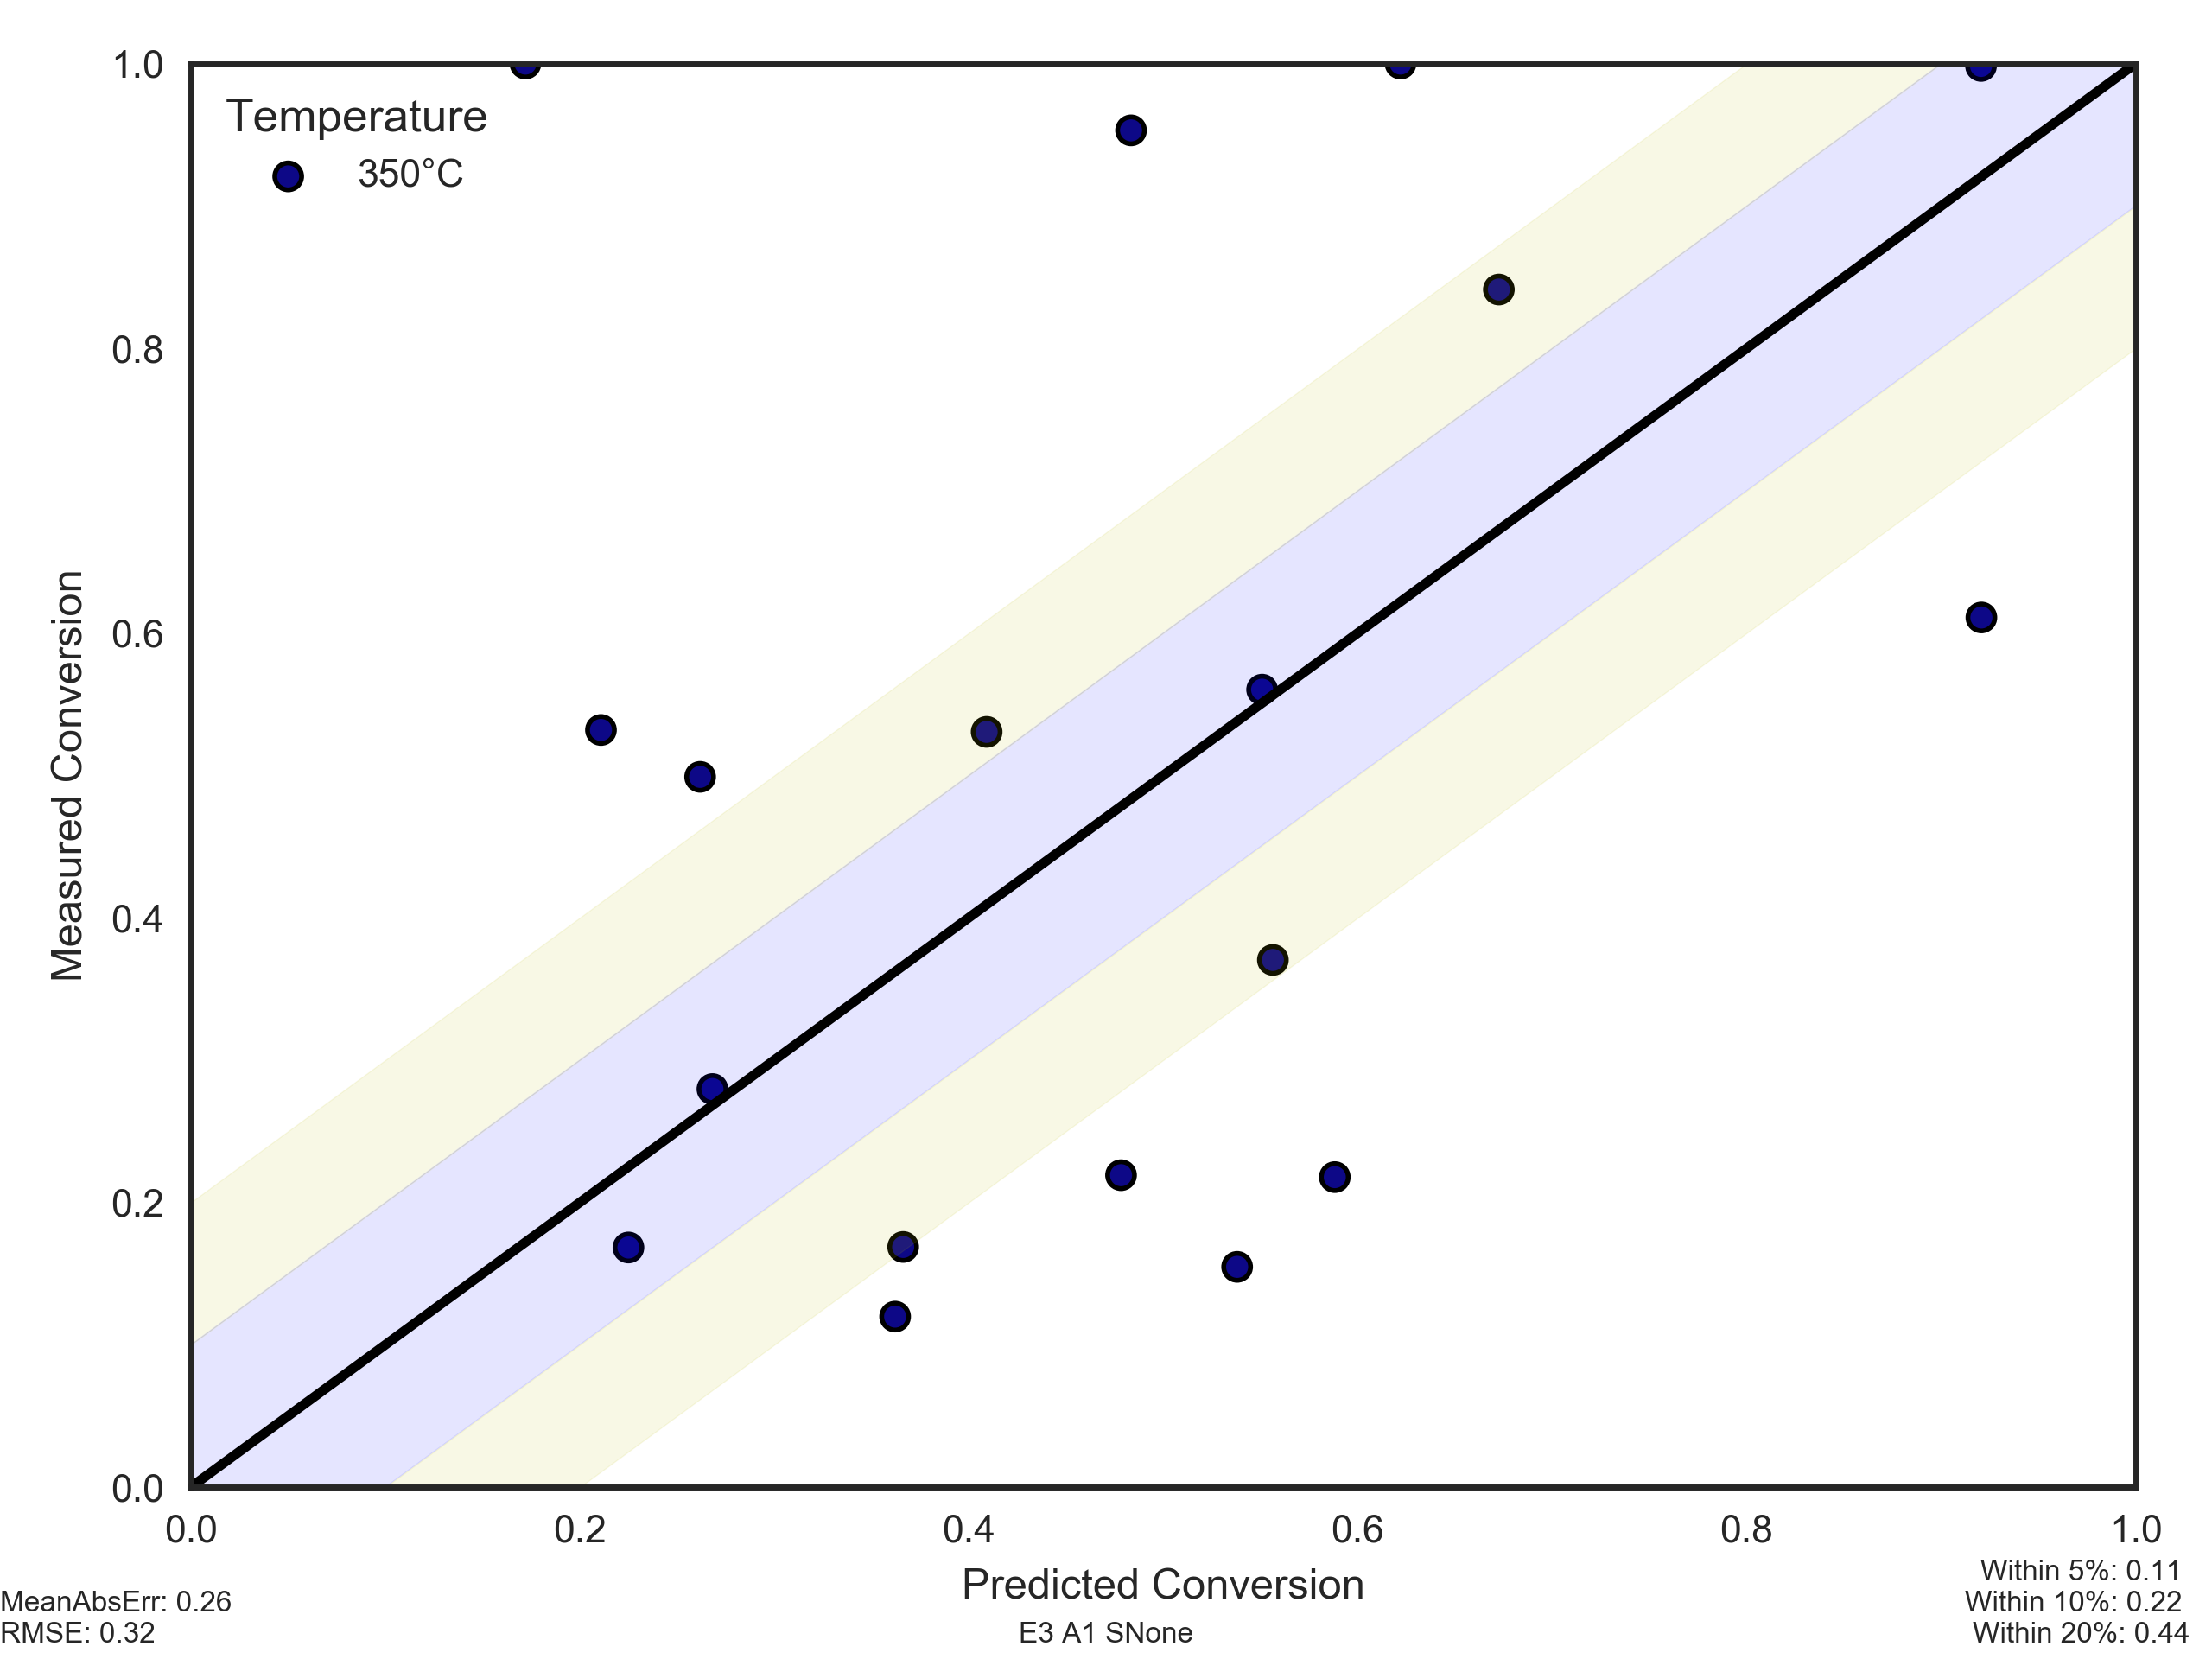 Temperature
350°C
1.0
0.8
0.6
0.4
0.2
0.0
Measured Conversion
0.0 0.2 0.4 0.6 0.8 1.0
Predicted Conversion
E3 A1 SNone
MeanAbsErr: 0.26
RMSE: 0.32
Within 5%: 0.11
Within 10%: 0.22
Within 20%: 0.44